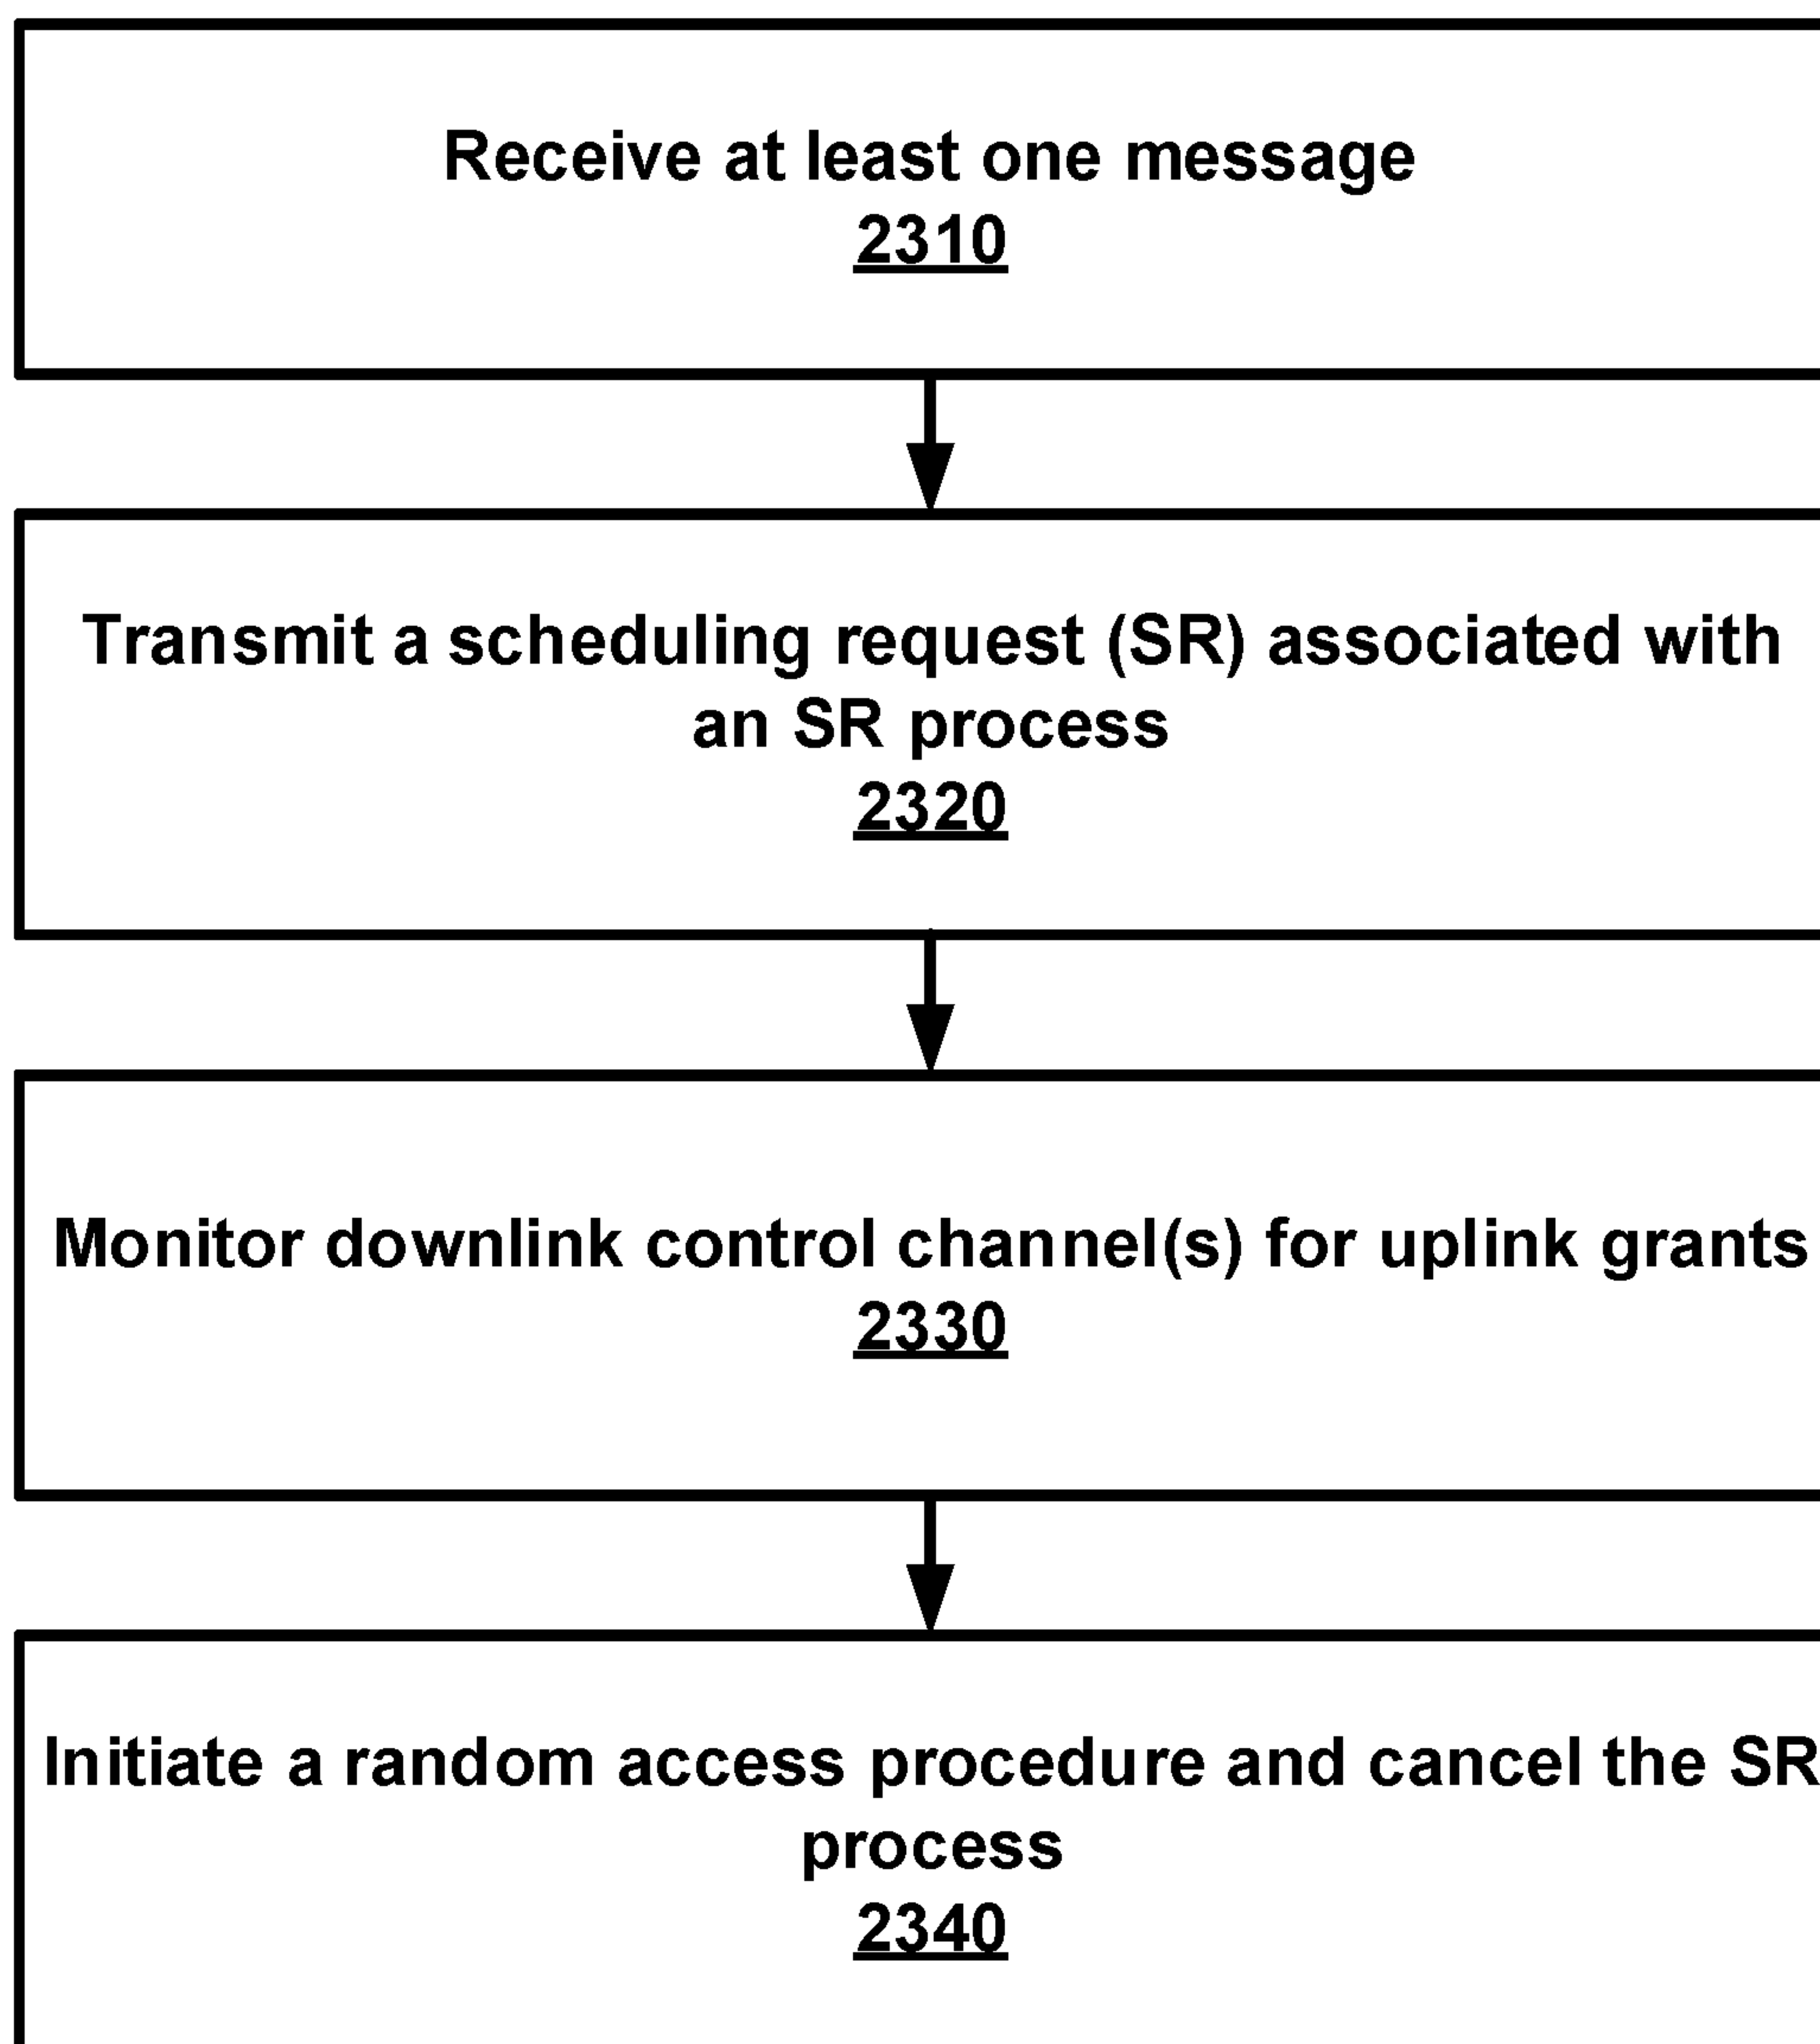 Receive at least one message
2310
Transmit a scheduling request (SR) associated with
an SR process
2320
Monitor downlink control channel(s) for uplink grants
2330
Initiate a random access procedure and cancel the SR
process
2340